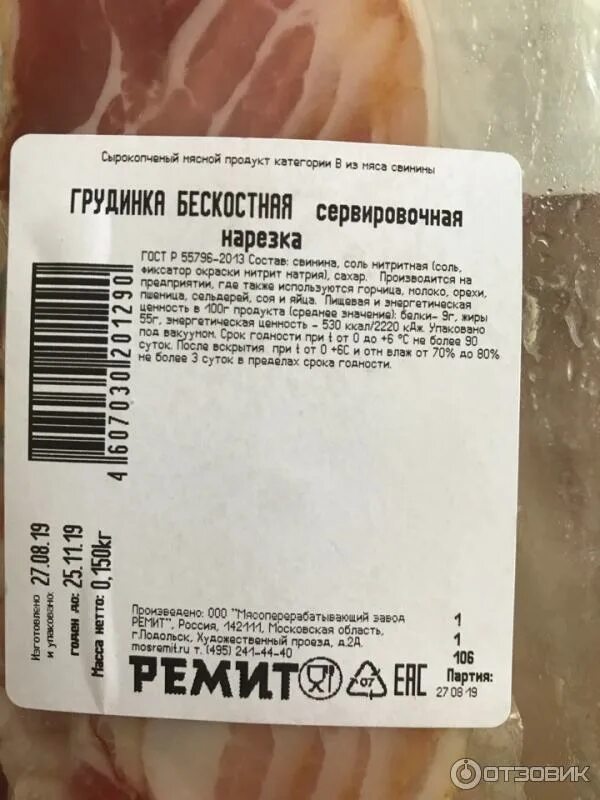 Сырокопченый мясной продукт категории В из мяса свинины
ГРУДИНКА БЕСКОСТНАЯ сервировочная
нарезка
ГОСТ Р 55796-2013 Состав: свинина, соль нитритная (соль,
фиксатор окраски нитрит натрия), сахар. Производится на
предприятии, где также используются горчица, молоко, орехи,
пшеница, сельдерей, соя и яйца. Пищевая и энергетическая
ценность в 100г продукта (среднее значение): белки- 9г, жиры
55г, энергетическая ценность - 530 ккал/2220 кДж. Упаковано
под вакуумом. Срок годности при t от 0 до +6 °С не более 90
суток. После вскрытия при t от 0 +6С и отн влаж от 70% до 80%
не более 3 суток в пределах срока годности.
4607030201290
Изготовлено
и упаковано: 27.08.19
годен до: 25.11.19
Масса нетто: 0,150кг
Произведено: ООО "Мясоперерабатывающий завод
РЕМИТ", Россия, 142111, Московская область,
г.Подольск, Художественный проезд, д.2Д.
mosremit.ru т. (495) 241-44-40
1
1
106
Партия:
27 08 19
РЕМИТ
07
ЕАС
ОТЗОВИК